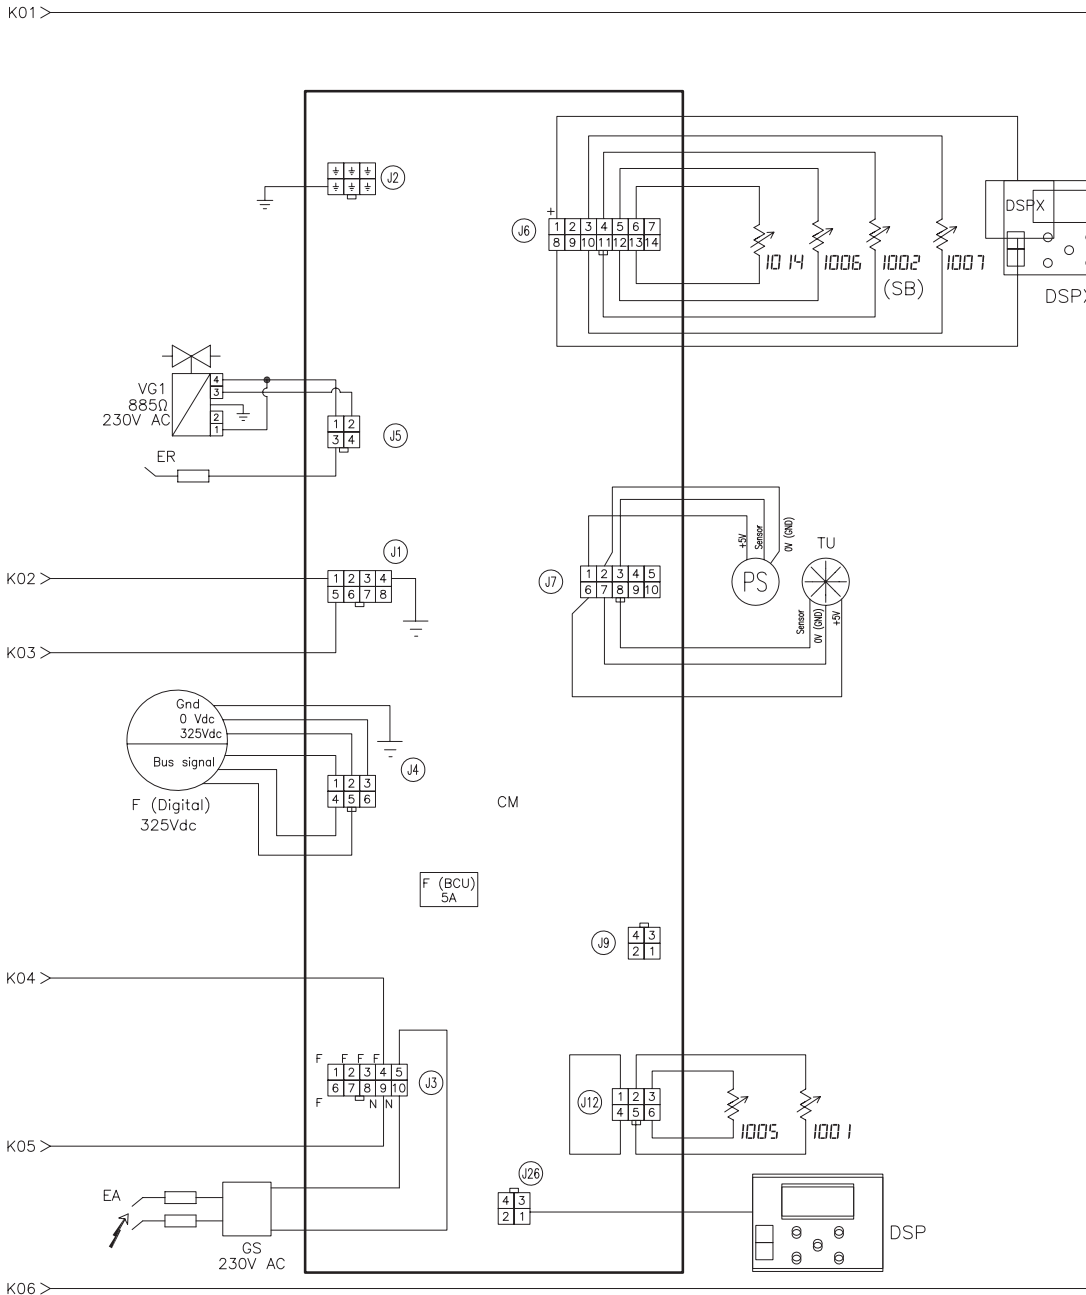 K01
J2
+
J6
1 2 3 4 5 6 7
8 9 10 11 12 13 14
1014 1006 1002 1007
(SB)
DSPX
DSPX
VG1
885Ω
230V AC
4
3
2
1
1 2
3 4
J5
ER
J1
K02
1 2 3 4
5 6 7 8
K03
J7
1 2 3 4 5
6 7 8 9 10
+5V
Sensor
0V (GND)
PS
TU
Sensor
0V (GND)
+5V
Gnd
0 Vdc
325Vdc
Bus signal
F (Digital)
325Vdc
J4
1 2 3
4 5 6
CM
F (BCU)
5A
J9
4 3
2 1
K04
F F F F
1 2 3 4 5
6 7 8 9 10
F N N
J3
K05
J12
1 2 3
4 5 6
1005 1001
J26
4 3
2 1
EA
GS
230V AC
DSP
K06